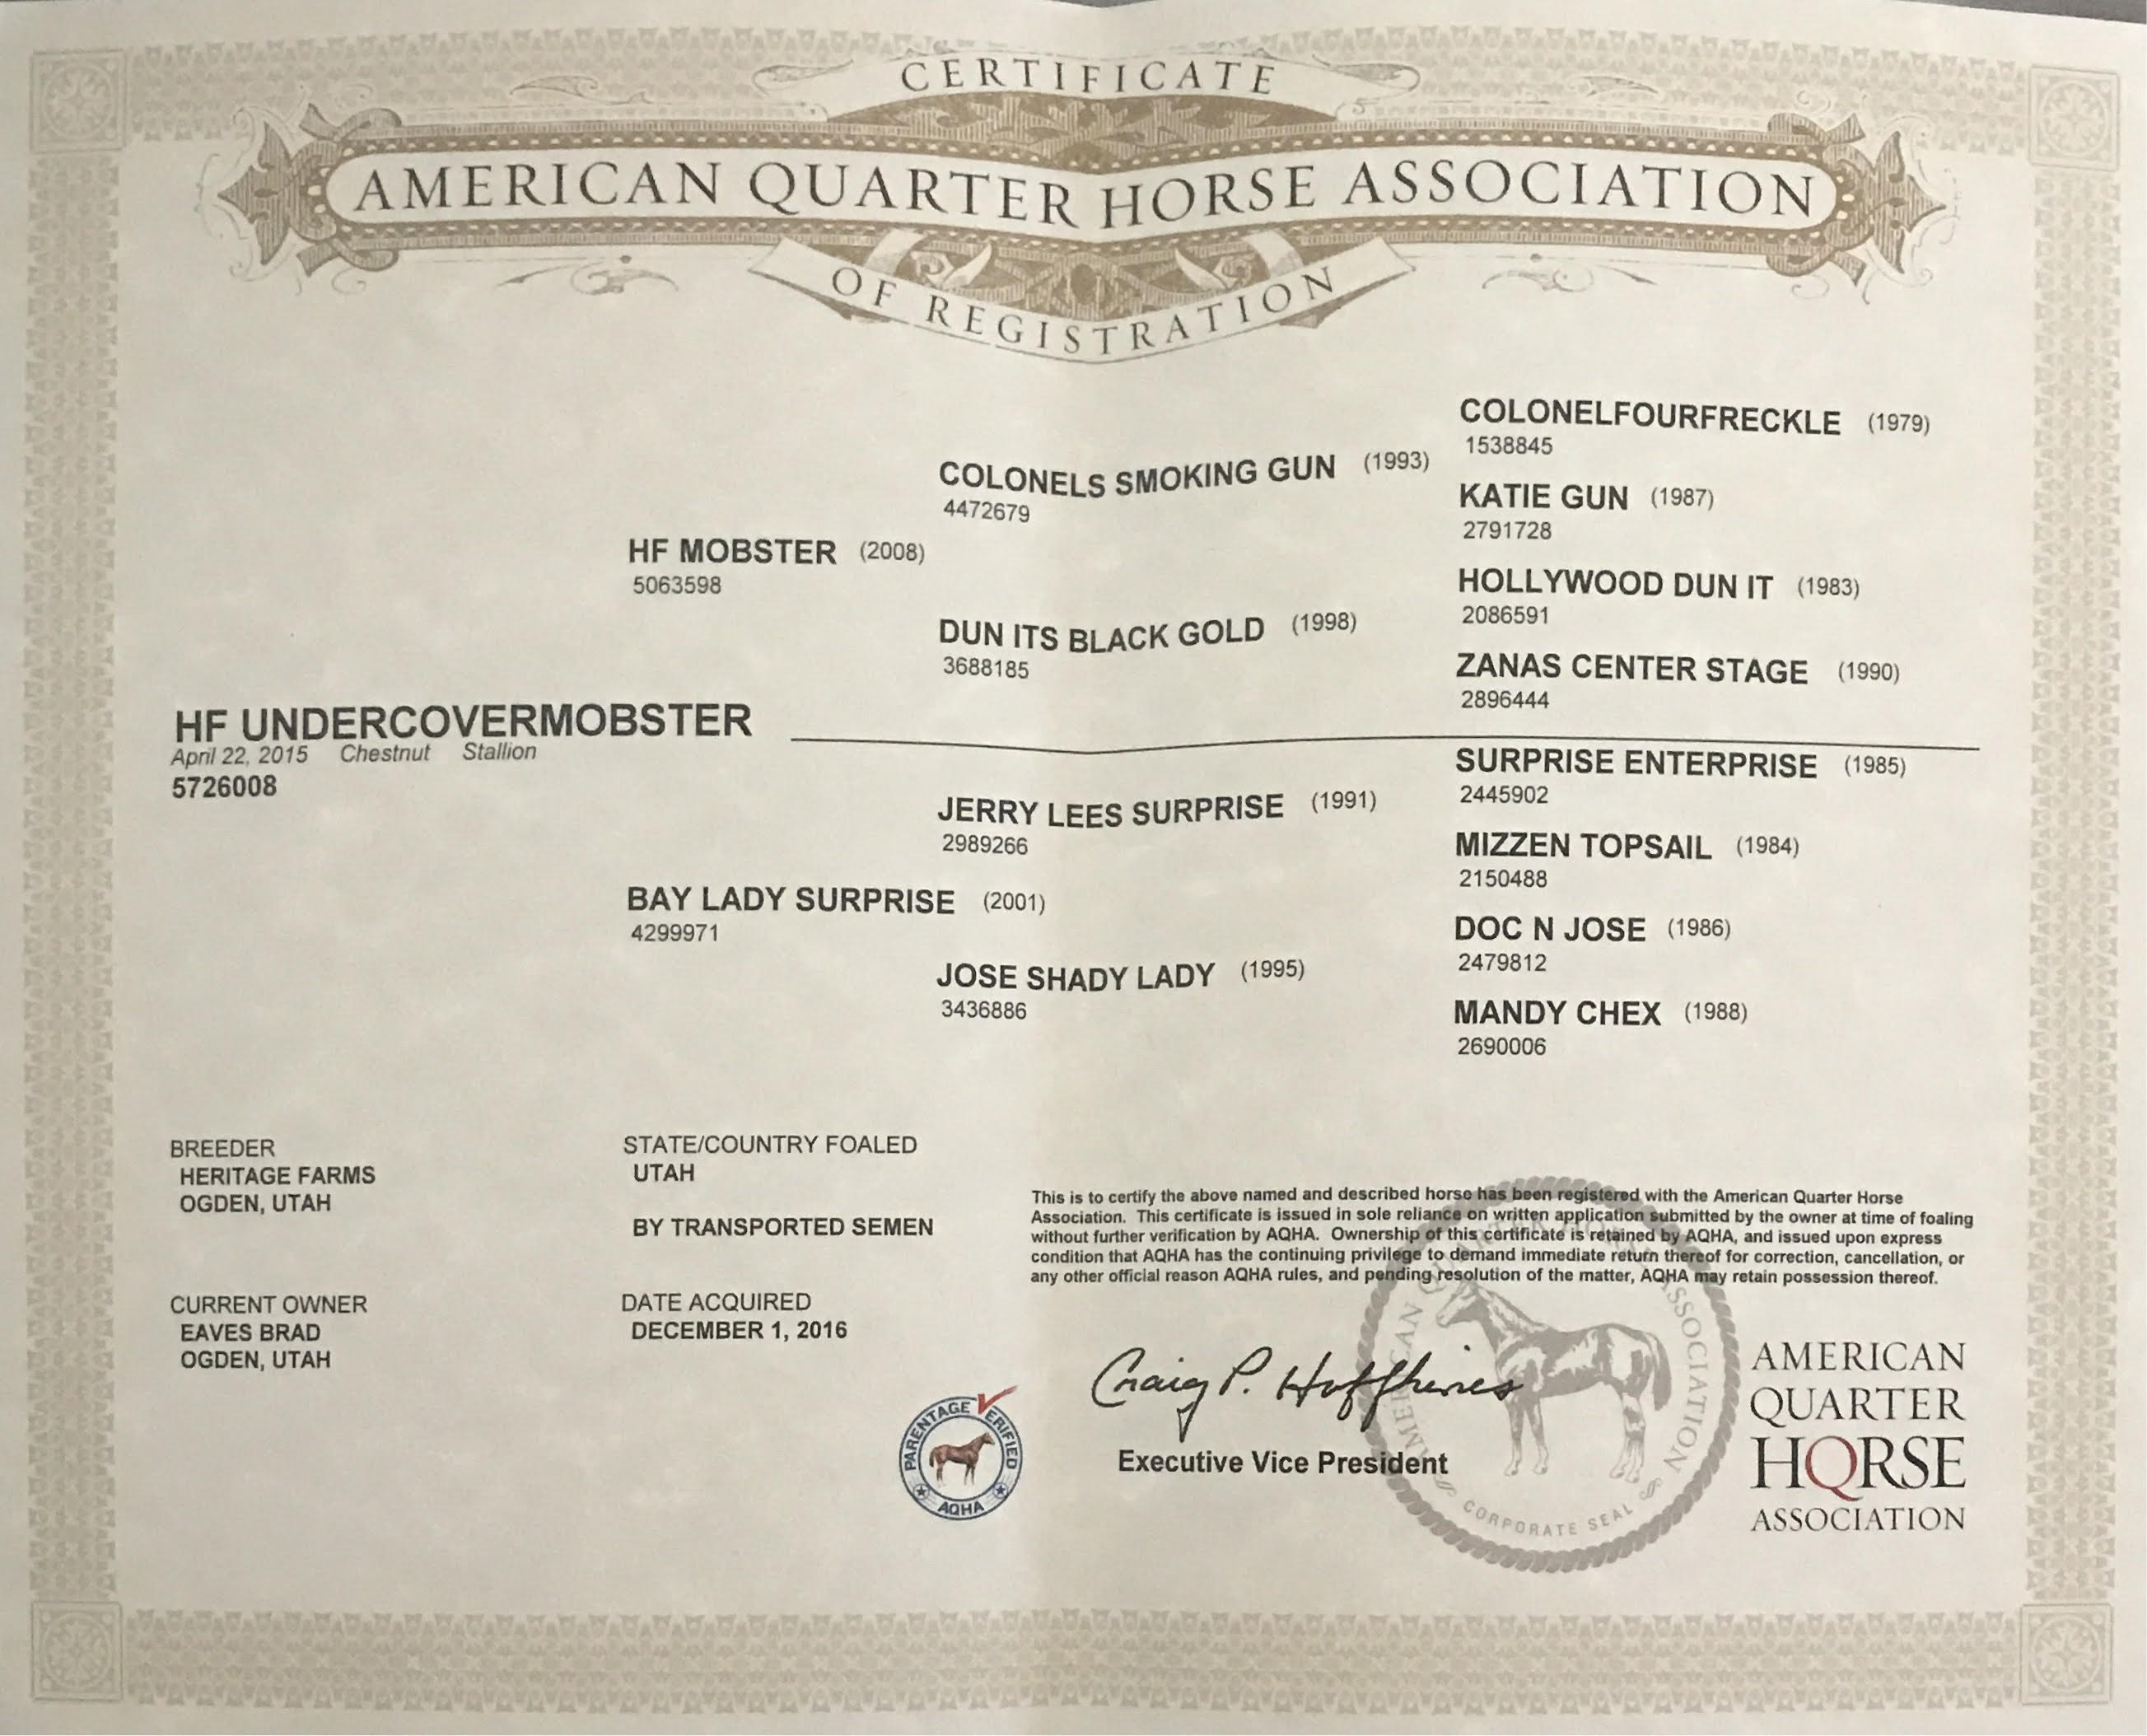 CERTIFICATE
AMERICAN QUARTER HORSE ASSOCIATION
OF REGISTRATION
COLONELFOURFRECKLE (1979)
1538845
COLONELS SMOKING GUN (1993)
4472679
KATIE GUN (1987)
2791728
HF MOBSTER (2008)
5063598
HOLLYWOOD DUN IT (1983)
2086591
DUN ITS BLACK GOLD (1998)
3688185
ZANAS CENTER STAGE (1990)
2896444
HF UNDERCOVERMOBSTER
April 22, 2015 Chestnut Stallion
5726008
SURPRISE ENTERPRISE (1985)
2445902
JERRY LEES SURPRISE (1991)
2989266
MIZZEN TOPSAIL (1984)
2150488
BAY LADY SURPRISE (2001)
4299971
DOC N JOSE (1986)
2479812
JOSE SHADY LADY (1995)
3436886
MANDY CHEX (1988)
2690006
BREEDER
HERITAGE FARMS
OGDEN, UTAH
STATE/COUNTRY FOALED
UTAH
BY TRANSPORTED SEMEN
CURRENT OWNER
EAVES BRAD
OGDEN, UTAH
DATE ACQUIRED
DECEMBER 1, 2016
This is to certify the above named and described horse has been registered with the American Quarter Horse
Association. This certificate is issued in sole reliance on written application submitted by the owner at time of foaling
without further verification by AQHA. Ownership of this certificate is retained by AQHA, and issued upon express
condition that AQHA has the continuing privilege to demand immediate return thereof for correction, cancellation, or
any other official reason AQHA rules, and pending resolution of the matter, AQHA may retain possession thereof.
PARENTAGE VERIFIED
AQHA
Craig P. Huffhines
Executive Vice President
AMERICAN QUARTER HORSE ASSOCIATION
CORPORATE SEAL
AMERICAN
QUARTER
HORSE
ASSOCIATION